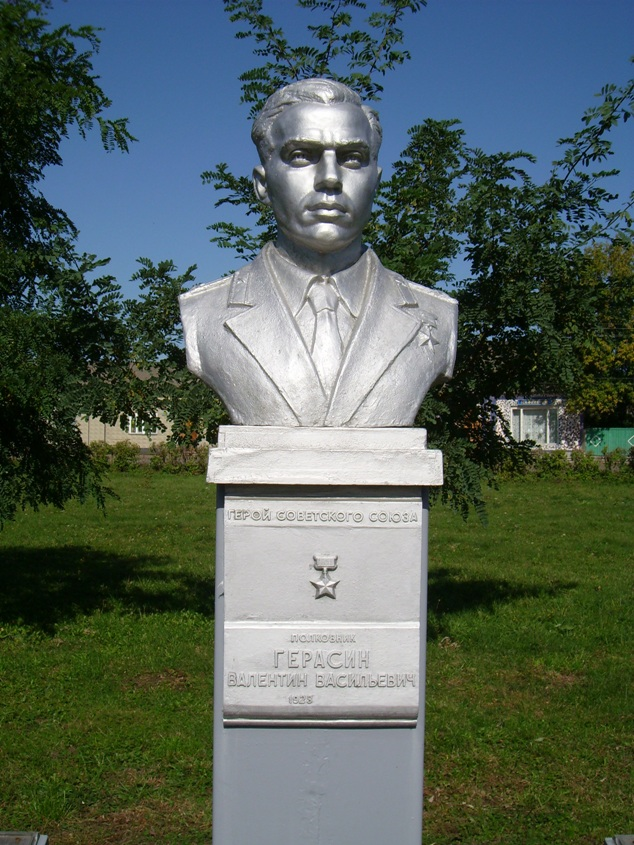 ГЕРОЙ СОВЕТСКОГО СОЮЗА
ПОЛКОВНИК
ГЕРАСИН
ВАЛЕНТИН ВАСИЛЬЕВИЧ
1923